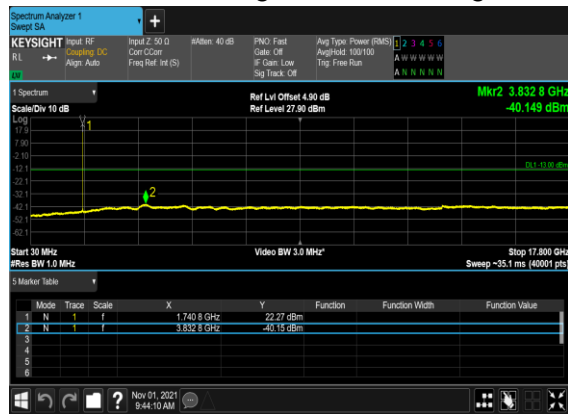 Spectrum Analyzer 1
Swept SA
+
KEYSIGHT Input: RF Input Z: 50 Ω #Atten: 40 dB PNO: Fast Avg Type: Power (RMS) 1 2 3 4 5 6
RL Coupling: DC Corr CCorr Gate: Off Avg|Hold: 100/100 A W W W W W
Align: Auto Freq Ref: Int (S) IF Gain: Low Trig: Free Run
Sig Track: Off A N N N N N
1 Spectrum Ref Lvl Offset 4.90 dB Mkr2 3.832 8 GHz
Scale/Div 10 dB Ref Level 27.90 dBm -40.149 dBm
Log
1
17.9
7.90
-2.10
-12.1 DL1 -13.00 dBm
-22.1
-32.1 2
-42.1
-52.1
-62.1
Start 30 MHz Video BW 3.0 MHz* Stop 17.800 GHz
#Res BW 1.0 MHz Sweep ~35.1 ms (40001 pts)
5 Marker Table
Mode Trace Scale X Y Function Function Width Function Value
1 N 1 f 1.740 8 GHz 22.27 dBm
2 N 1 f 3.832 8 GHz -40.15 dBm
3
4
5
6
? Nov 01, 2021
9:44:10 AM